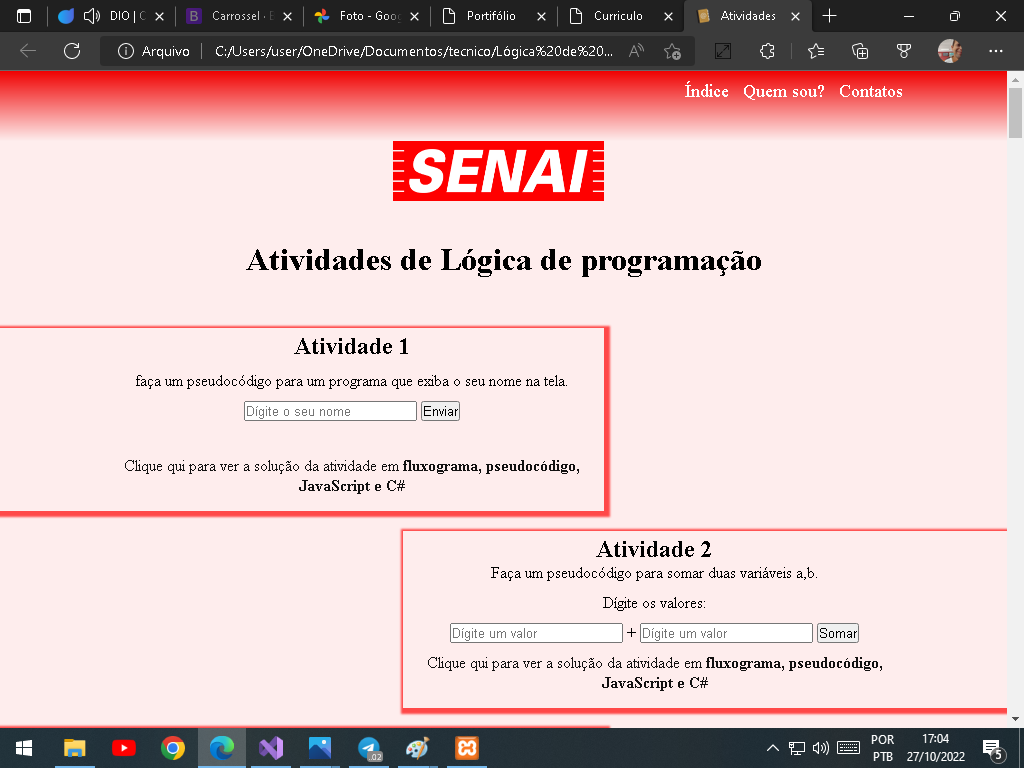 DIO | C
Carrossel · B
Foto - Goog
Portifólio
Curriculo
Atividades
Arquivo
C:/Users/user/OneDrive/Documentos/tecnico/Lógica%20de%20...
Índice Quem sou? Contatos
SENAI
Atividades de Lógica de programação
Atividade 1
faça um pseudocódigo para um programa que exiba o seu nome na tela.
Dígite o seu nome Enviar
Clique qui para ver a solução da atividade em fluxograma, pseudocódigo,
JavaScript e C#
Atividade 2
Faça um pseudocódigo para somar duas variáveis a,b.
Dígite os valores:
Dígite um valor + Dígite um valor Somar
Clique qui para ver a solução da atividade em fluxograma, pseudocódigo,
JavaScript e C#
POR
PTB
17:04
27/10/2022
5
.02